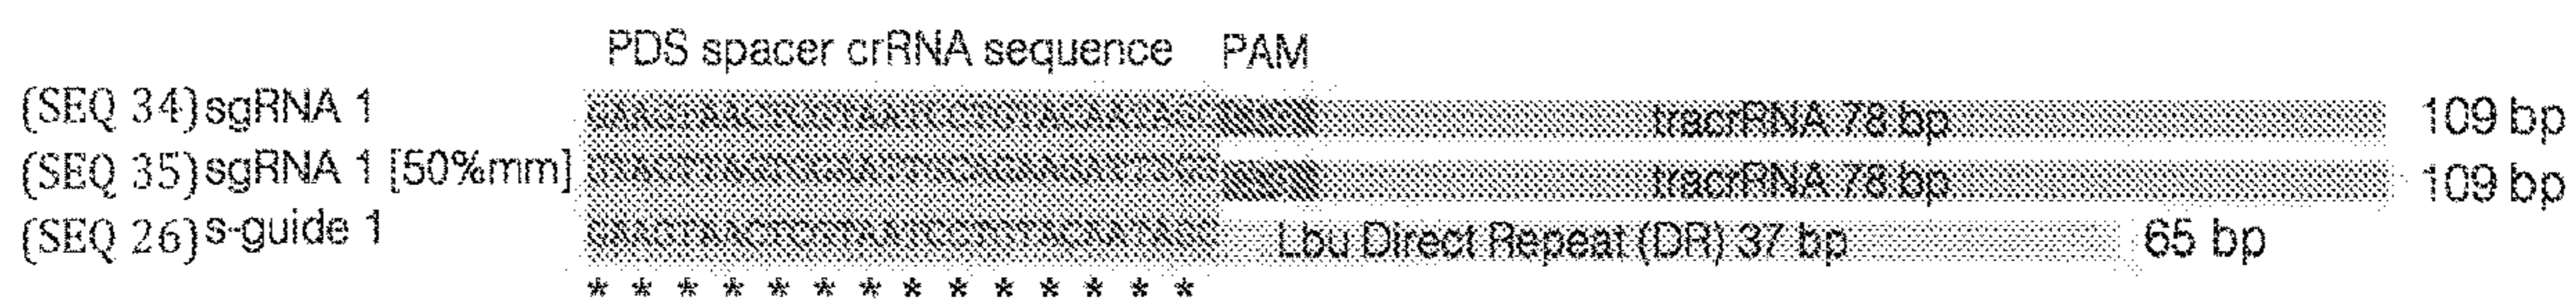 PDS spacer crRNA sequence PAM
(SEQ 34) sgRNA 1 tracrRNA 78 bp 109 bp
(SEQ 35) sgRNA 1 [50%mm] tracrRNA 78 bp 109 bp
(SEQ 26) s-guide 1 Lbu Direct Repeat (DR) 37 bp 65 bp
* * * * * * * * * * * * * *